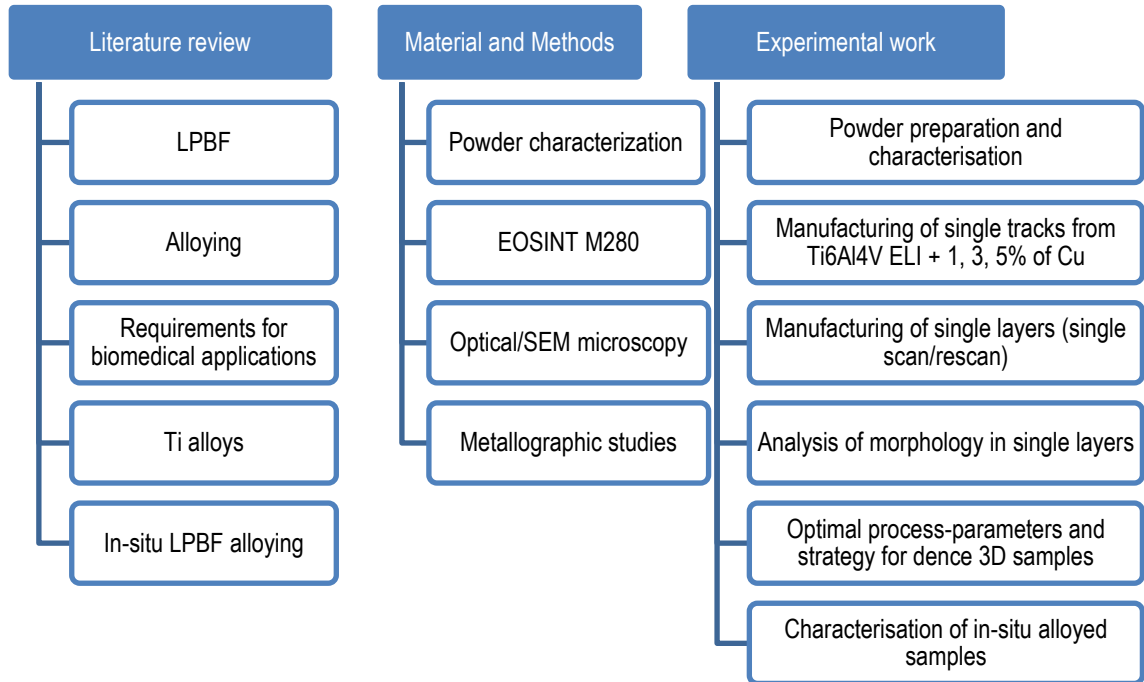 Literature review
LPBF
Alloying
Requirements for
biomedical applications
Ti alloys
In-situ LPBF alloying
Material and Methods
Powder characterization
EOSINT M280
Optical/SEM microscopy
Metallographic studies
Experimental work
Powder preparation and
characterisation
Manufacturing of single tracks from
Ti6Al4V ELI + 1, 3, 5% of Cu
Manufacturing of single layers (single
scan/rescan)
Analysis of morphology in single layers
Optimal process-parameters and
strategy for dence 3D samples
Characterisation of in-situ alloyed
samples